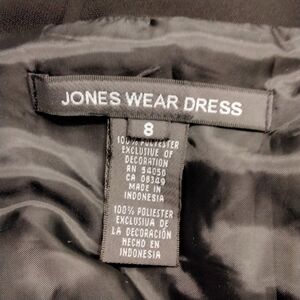 JONES WEAR DRESS
8
100% POLYESTER
EXCLUSIVE OF
DECORATION
RN 54050
CA 08349
MADE IN
INDONESIA
100% POLIESTER
EXCLUSIVA DE
LA DECORACIÓN
HECHO EN
INDONESIA